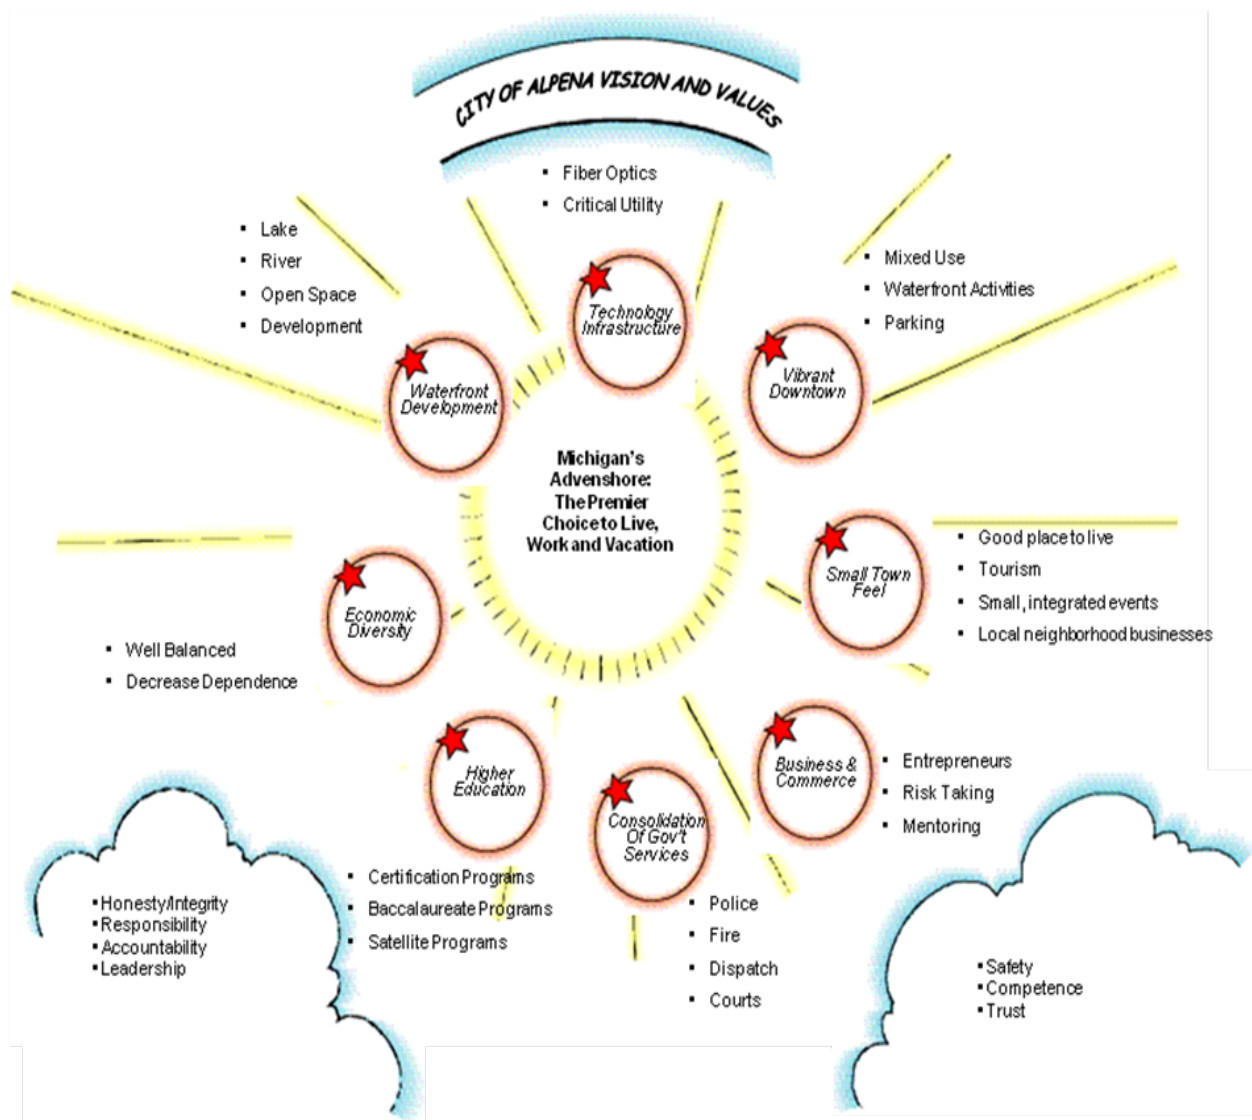 CITY OF ALPENA VISION AND VALUES
▪ Fiber Optics
▪ Critical Utility
Technology
Infrastructure
▪ Lake
▪ River
▪ Open Space
▪ Development
Waterfront
Development
▪ Mixed Use
▪ Waterfront Activities
▪ Parking
Vibrant
Downtown
Michigan's
Advenshore:
The Premier
Choice to Live,
Work and Vacation
Small Town
Feel
▪ Good place to live
▪ Tourism
▪ Small, integrated events
▪ Local neighborhood businesses
Economic
Diversity
▪ Well Balanced
▪ Decrease Dependence
Higher
Education
▪ Certification Programs
▪ Baccalaureate Programs
▪ Satellite Programs
Consolidation
Of Gov't
Services
▪ Police
▪ Fire
▪ Dispatch
▪ Courts
Business &
Commerce
▪ Entrepreneurs
▪ Risk Taking
▪ Mentoring
▪ Honesty/Integrity
▪ Responsibility
▪ Accountability
▪ Leadership
▪ Safety
▪ Competence
▪ Trust